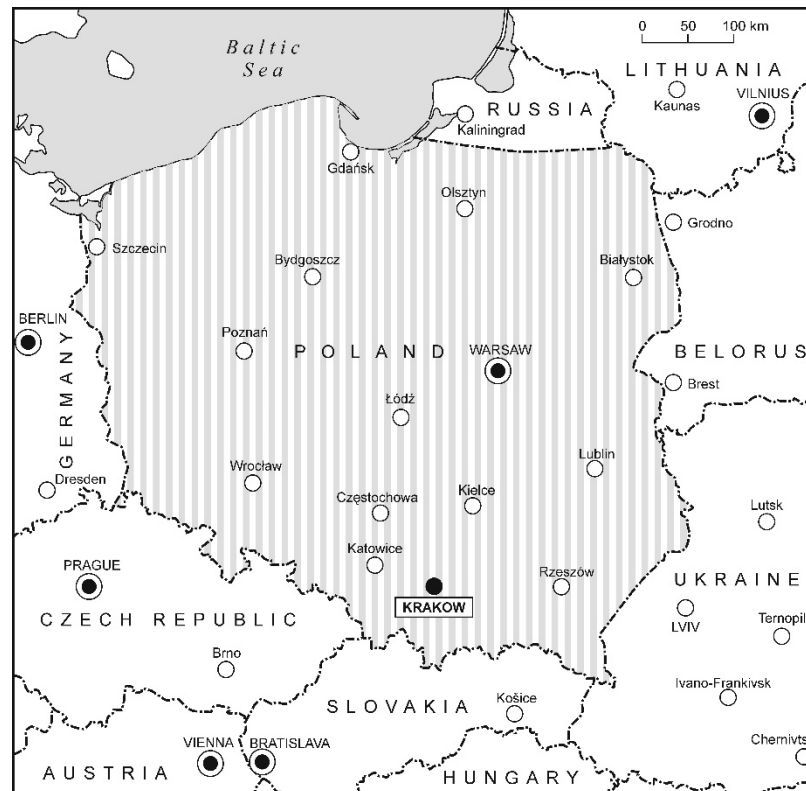 Baltic
Sea
0 50 100 km
LITHUANIA
Kaunas
VILNIUS
RUSSIA
Kaliningrad
Gdańsk
Olsztyn
Grodno
Szczecin
Bydgoszcz
Białystok
BERLIN
Poznań
POLAND
WARSAW
BELORUS
GERMANY
Brest
Łódź
Wrocław
Lublin
Dresden
Częstochowa
Kielce
Lutsk
Katowice
PRAGUE
Rzeszów
UKRAINE
KRAKOW
CZECH REPUBLIC
LVIV
Ternopil
Brno
Ivano-Frankivsk
SLOVAKIA
Košice
Chernivts
VIENNA
BRATISLAVA
AUSTRIA
HUNGARY